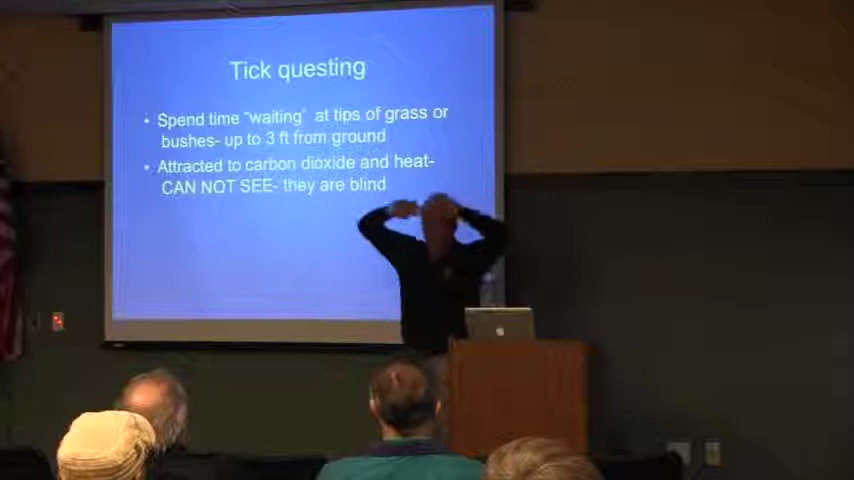 Tick questing
• Spend time "waiting" at tips of grass or
bushes- up to 3 ft from ground
• Attracted to carbon dioxide and heat-
CAN NOT SEE- they are blind